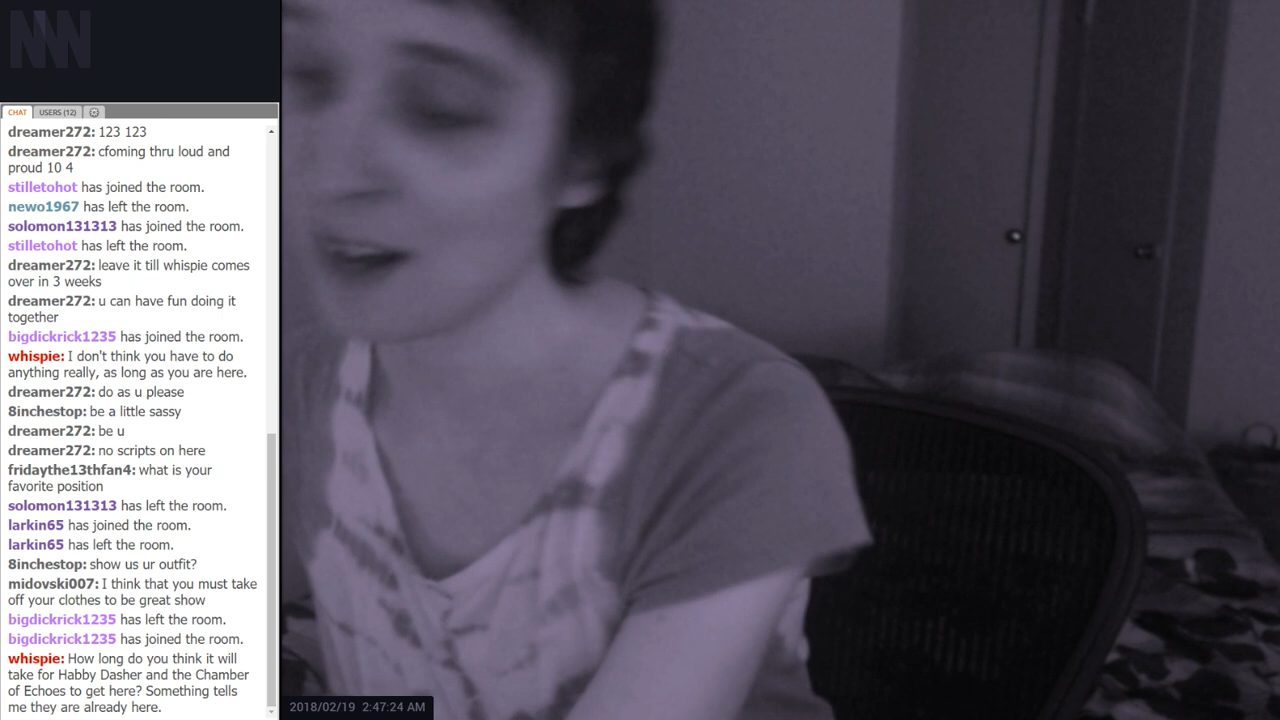 NNN
CHAT USERS (12)
dreamer272: 123 123
dreamer272: cfoming thru loud and
proud 10 4
stilletohot has joined the room.
newo1967 has left the room.
solomon131313 has joined the room.
stilletohot has left the room.
dreamer272: leave it till whispie comes
over in 3 weeks
dreamer272: u can have fun doing it
together
bigdickrick1235 has joined the room.
whispie: I don't think you have to do
anything really, as long as you are here.
dreamer272: do as u please
8inchestop: be a little sassy
dreamer272: be u
dreamer272: no scripts on here
fridaythe13thfan4: what is your
favorite position
solomon131313 has left the room.
larkin65 has joined the room.
larkin65 has left the room.
8inchestop: show us ur outfit?
midovski007: I think that you must take
off your clothes to be great show
bigdickrick1235 has left the room.
bigdickrick1235 has joined the room.
whispie: How long do you think it will
take for Habby Dasher and the Chamber
of Echoes to get here? Something tells
me they are already here.
2018/02/19 2:47:24 AM